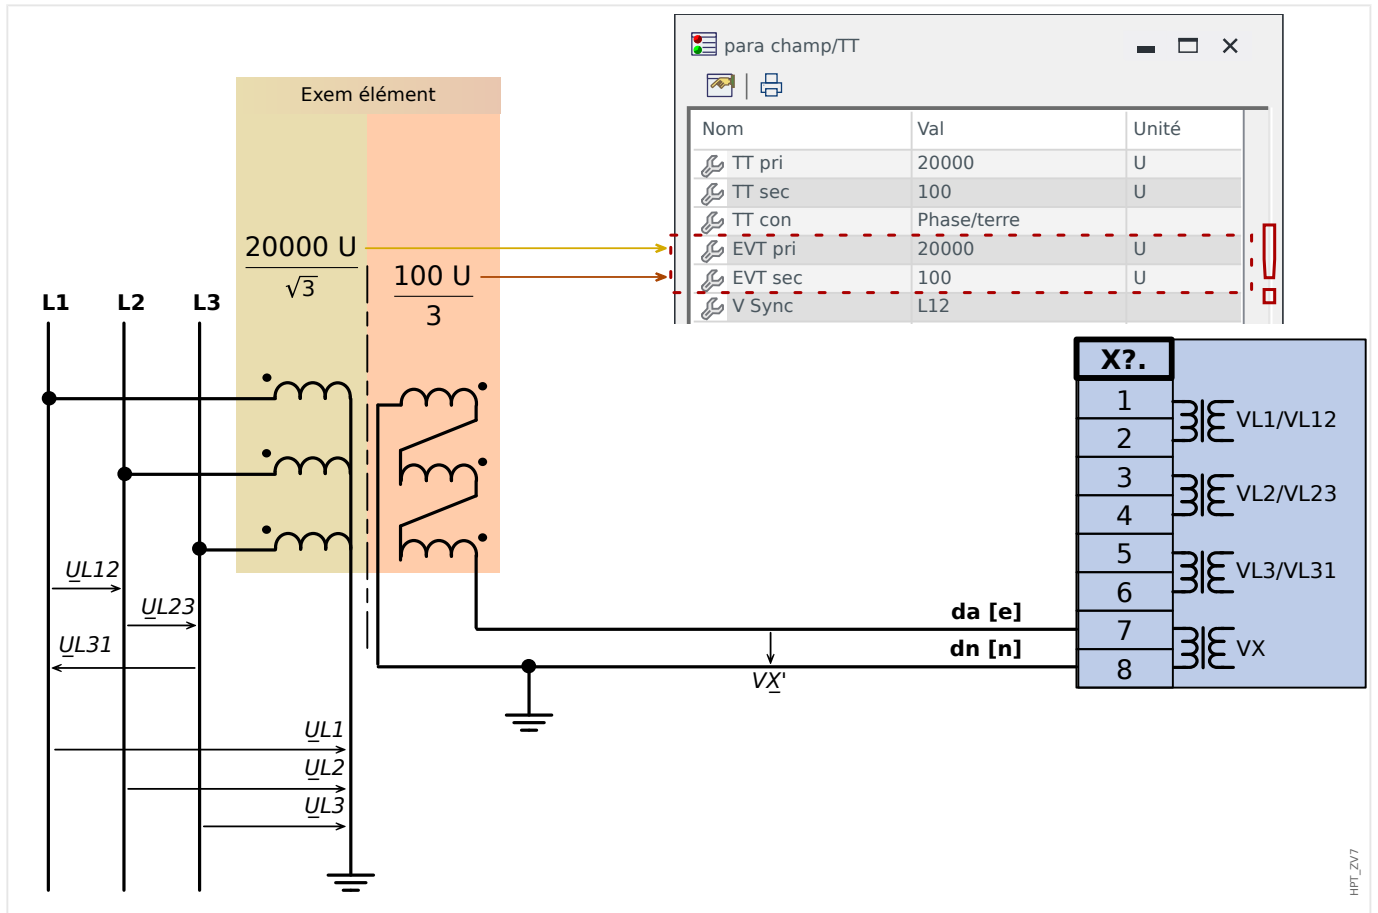 para champ/TT
Exem élément
Nom Val Unité
TT pri 20000 U
TT sec 100 U
TT con Phase/terre
EVT pri 20000 U
EVT sec 100 U
V Sync L12
20000 U
√3
100 U
3
L1 L2 L3
X?.
1
2
VL1/VL12
3
4
VL2/VL23
5
6
VL3/VL31
7
8
VX
UL12
UL23
UL31
da [e]
dn [n]
VX'
UL1
UL2
UL3
HPT_ZV7